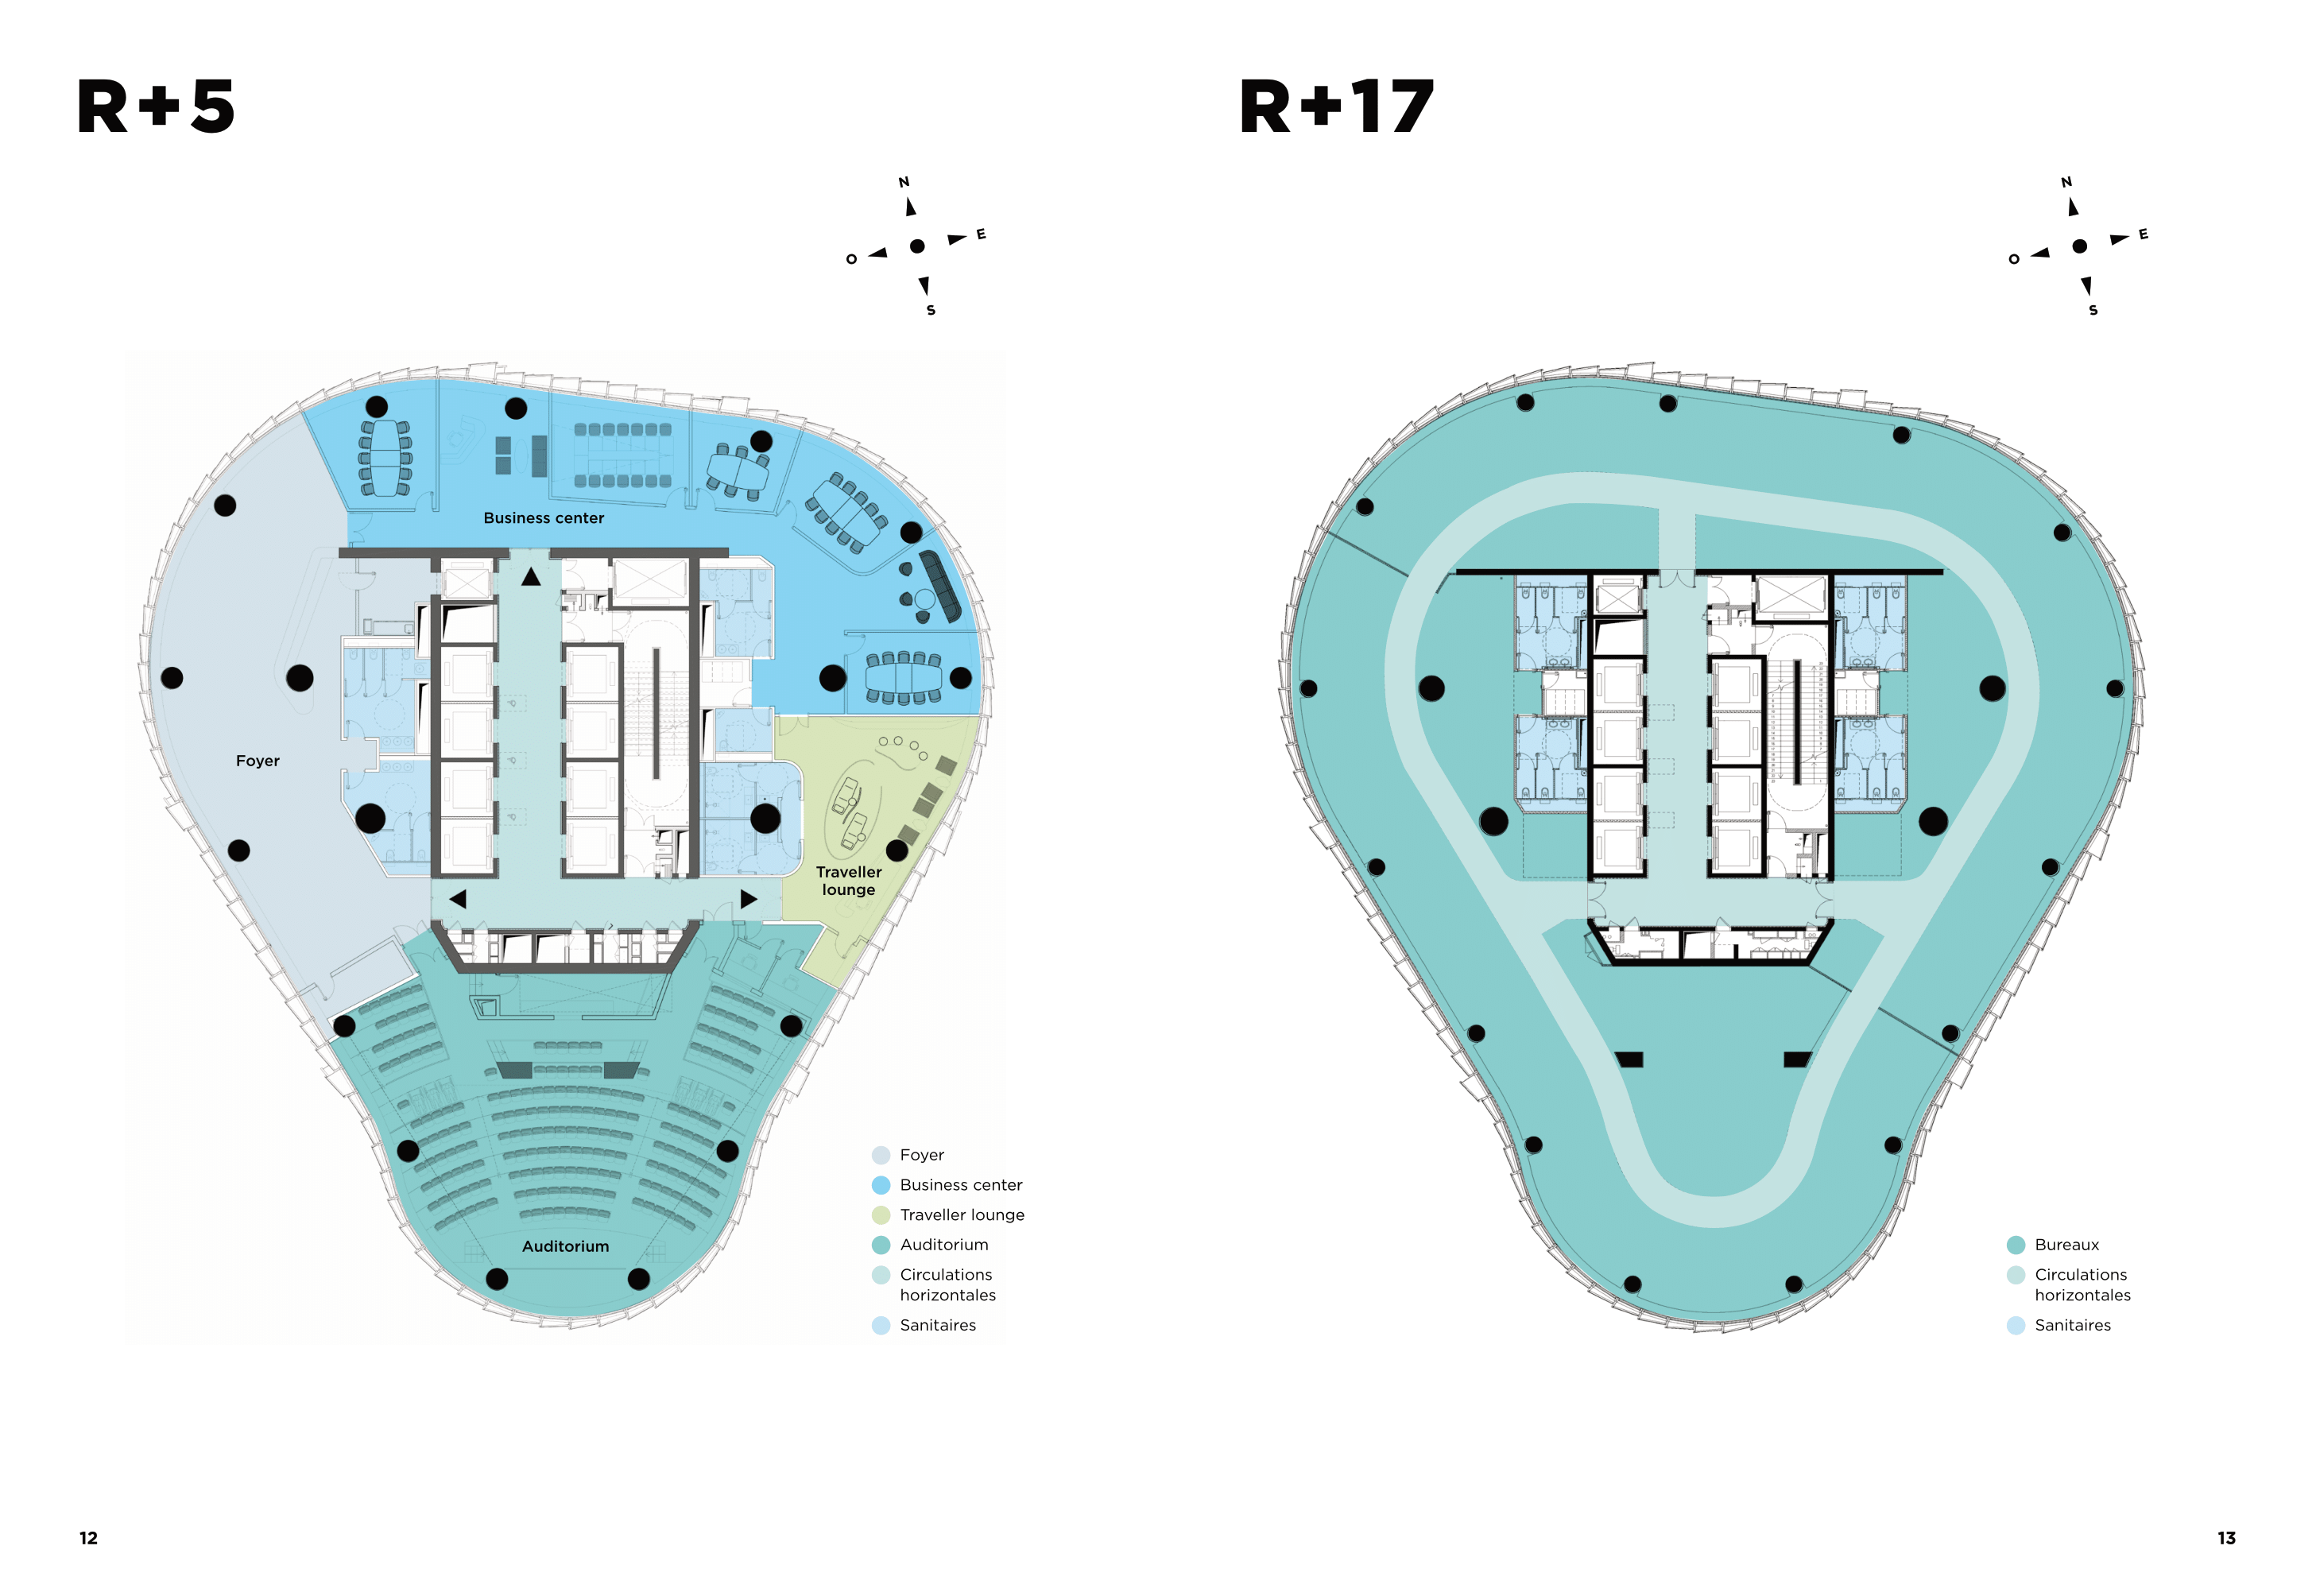 R+5
N
E
O
S
Business center
Foyer
Traveller
lounge
Auditorium
Foyer
Business center
Traveller lounge
Auditorium
Circulations
horizontales
Sanitaires
12
R+17
N
E
O
S
Bureaux
Circulations
horizontales
Sanitaires
13